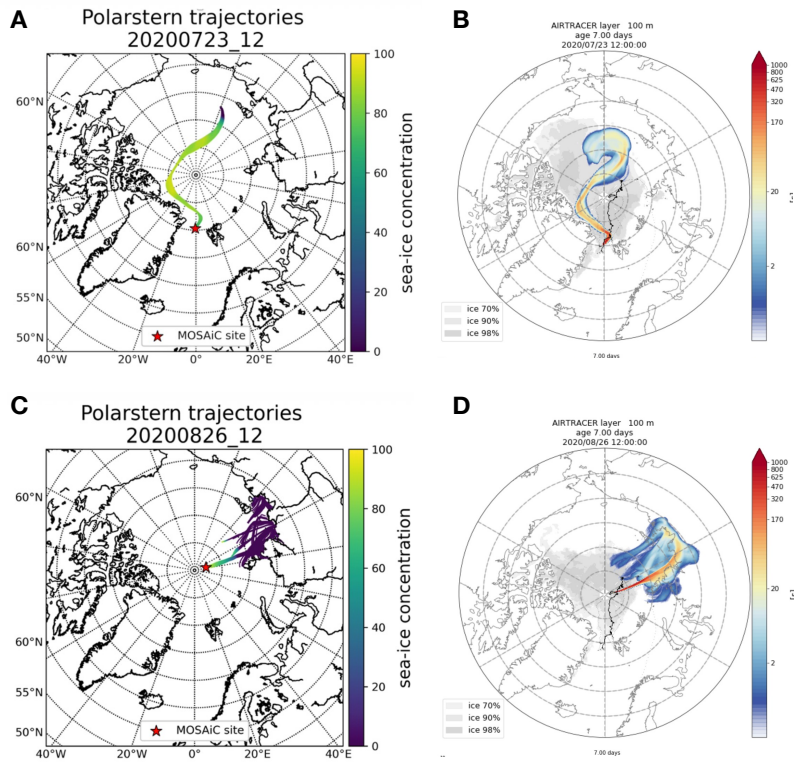 A
Polarstern trajectories
20200723_12
60°N
60°N
55°N
50°N
40°W
20°W
0°
20°E
40°E
MOSAiC site
100
80
60
40
20
0
sea-ice concentration
B
AIRTRACER layer 100 m
age 7.00 days
2020/07/23 12:00:00
1000
800
625
470
320
170
20
2
[s]
ice 70%
ice 90%
ice 98%
7.00 days
C
Polarstern trajectories
20200826_12
60°N
60°N
55°N
50°N
40°W
20°W
0°
20°E
40°E
MOSAiC site
100
80
60
40
20
0
sea-ice concentration
D
AIRTRACER layer 100 m
age 7.00 days
2020/08/26 12:00:00
1000
800
625
470
320
170
20
2
[s]
ice 70%
ice 90%
ice 98%
7.00 days